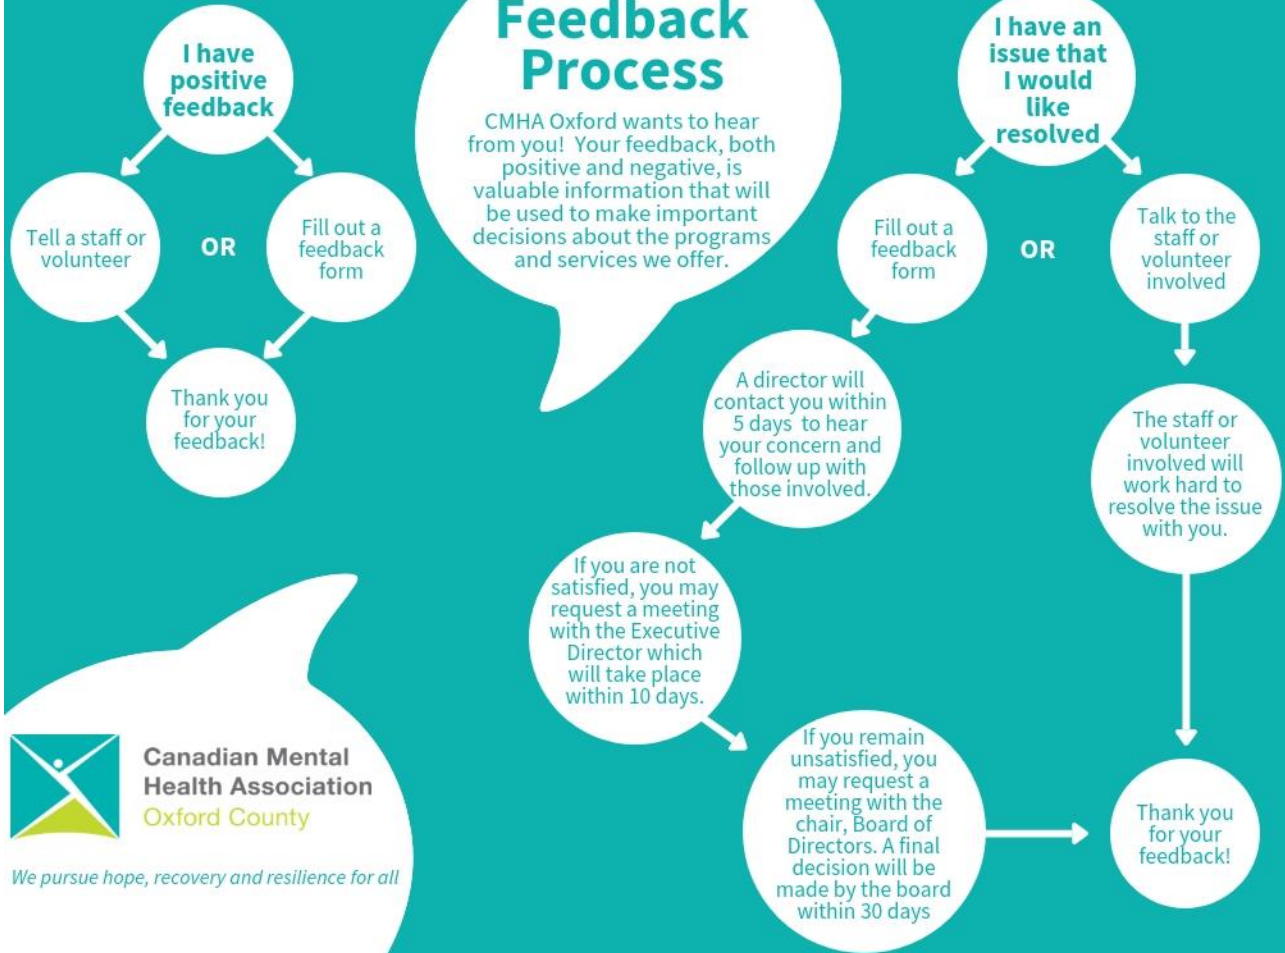 Feedback
Process
CMHA Oxford wants to hear
from you! Your feedback, both
positive and negative, is
valuable information that will
be used to make important
decisions about the programs
and services we offer.
I have
positive
feedback
Tell a staff or
volunteer
OR
Fill out a
feedback
form
Thank you
for your
feedback!
I have an
issue that
I would
like
resolved
Fill out a
feedback
form
OR
Talk to the
staff or
volunteer
involved
A director will
contact you within
5 days to hear
your concern and
follow up with
those involved.
The staff or
volunteer
involved will
work hard to
resolve the issue
with you.
If you are not
satisfied, you may
request a meeting
with the Executive
Director which
will take place
within 10 days.
If you remain
unsatisfied, you
may request a
meeting with the
chair, Board of
Directors. A final
decision will be
made by the board
within 30 days
Thank you
for your
feedback!
Canadian Mental
Health Association
Oxford County
We pursue hope, recovery and resilience for all